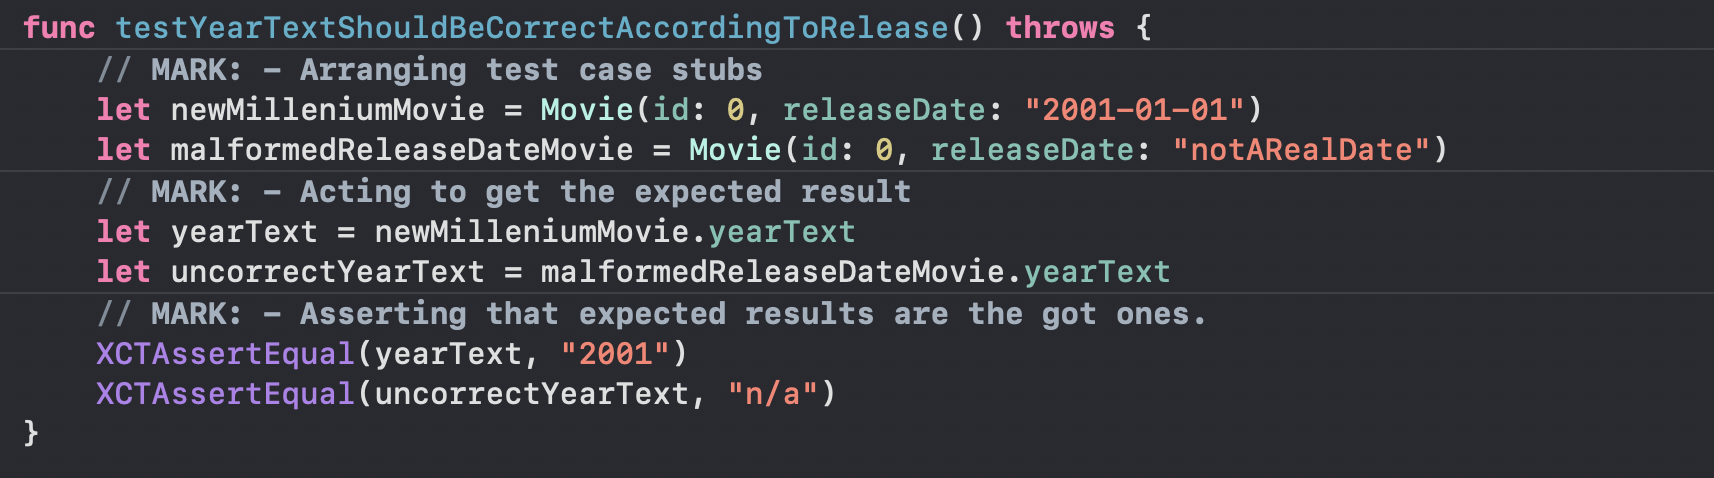 func testYearTextShouldBeCorrectAccordingToRelease() throws {
    // MARK: - Arranging test case stubs
    let newMilleniumMovie = Movie(id: 0, releaseDate: "2001-01-01")
    let malformedReleaseDateMovie = Movie(id: 0, releaseDate: "notARealDate")
    // MARK: - Acting to get the expected result
    let yearText = newMilleniumMovie.yearText
    let uncorrectYearText = malformedReleaseDateMovie.yearText
    // MARK: - Asserting that expected results are the got ones.
    XCTAssertEqual(yearText, "2001")
    XCTAssertEqual(uncorrectYearText, "n/a")
}